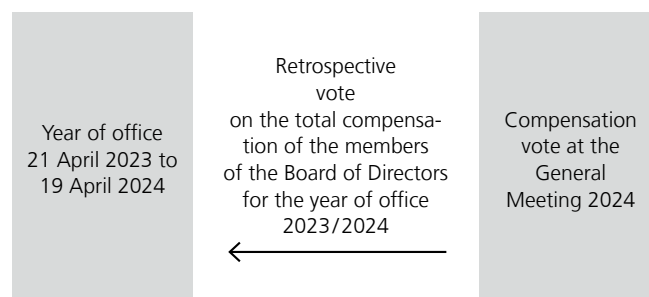 Year of office
21 April 2023 to
19 April 2024
Retrospective
vote
on the total compensa-
tion of the members
of the Board of Directors
for the year of office
2023/2024
Compensation
vote at the
General
Meeting 2024